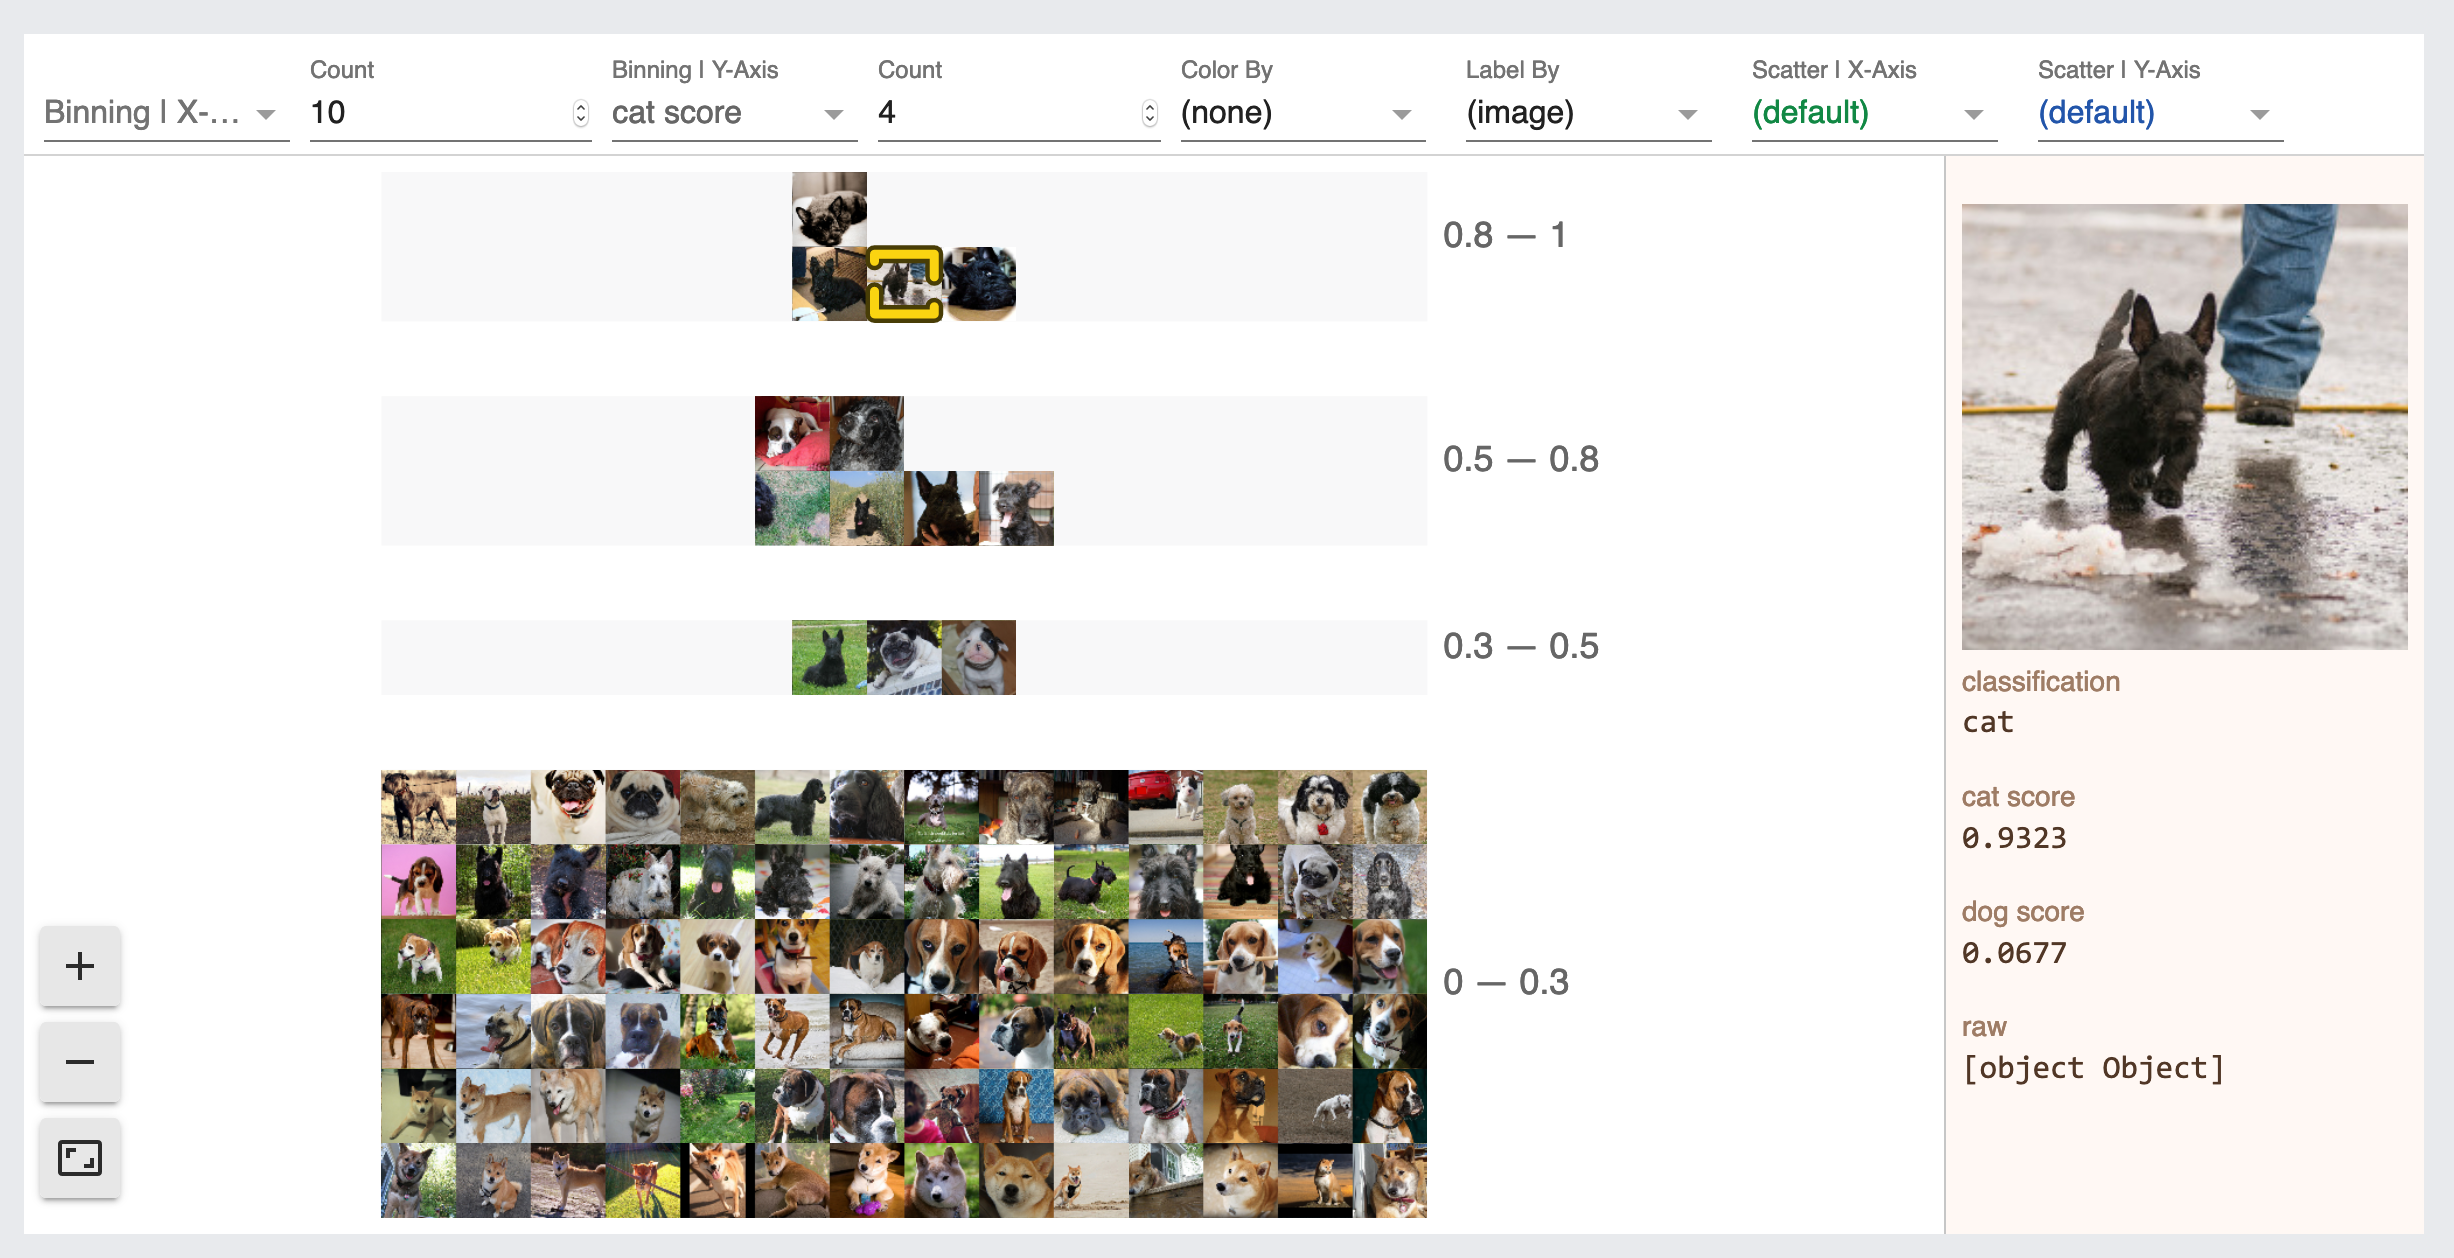 Count
Binning | Y-Axis
Count
Color By
Label By
Scatter | X-Axis
Scatter | Y-Axis
Binning | X-...
10
cat score
4
(none)
(image)
(default)
(default)
0.8 — 1
0.5 — 0.8
0.3 — 0.5
0 — 0.3
classification
cat
cat score
0.9323
dog score
0.0677
raw
[object Object]